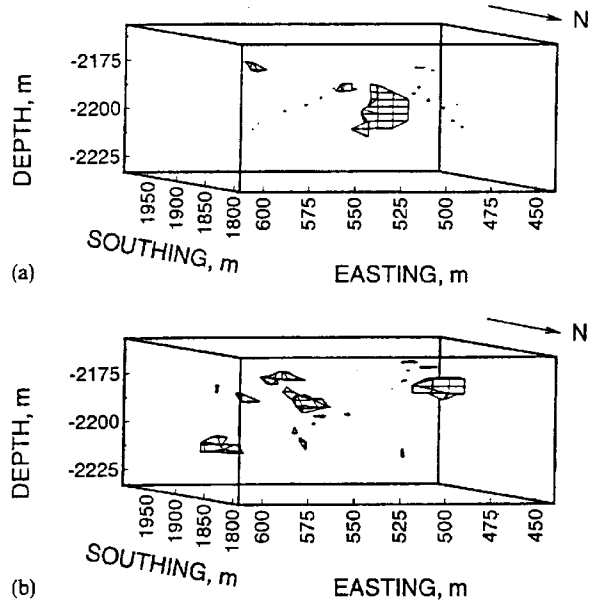 N
DEPTH, m
-2175
-2200
-2225
1950
1900
1850
1800
600
575
550
525
500
475
450
SOUTHING, m
EASTING, m
(a)
N
DEPTH, m
-2175
-2200
-2225
1950
1900
1850
1800
600
575
550
525
500
475
450
SOUTHING, m
EASTING, m
(b)